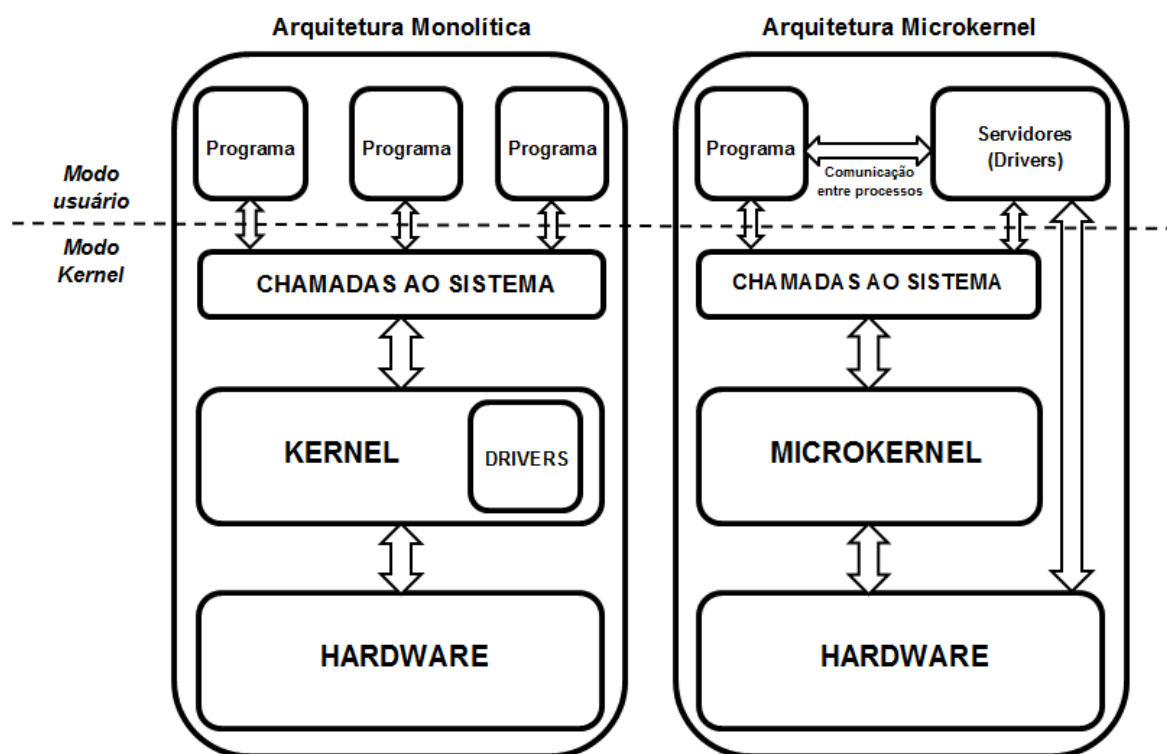 Arquitetura Monolítica
Programa
Programa
Programa
Modo
usuário
Modo
Kernel
CHAMADAS AO SISTEMA
KERNEL
DRIVERS
HARDWARE
Arquitetura Microkernel
Programa
Comunicação
entre processos
Servidores
(Drivers)
CHAMADAS AO SISTEMA
MICROKERNEL
HARDWARE